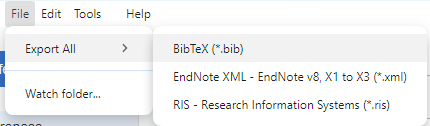 File Edit Tools Help
Export All
BibTeX (*.bib)
EndNote XML - EndNote v8, X1 to X3 (*.xml)
Watch folder...
RIS - Research Information Systems (*.ris)